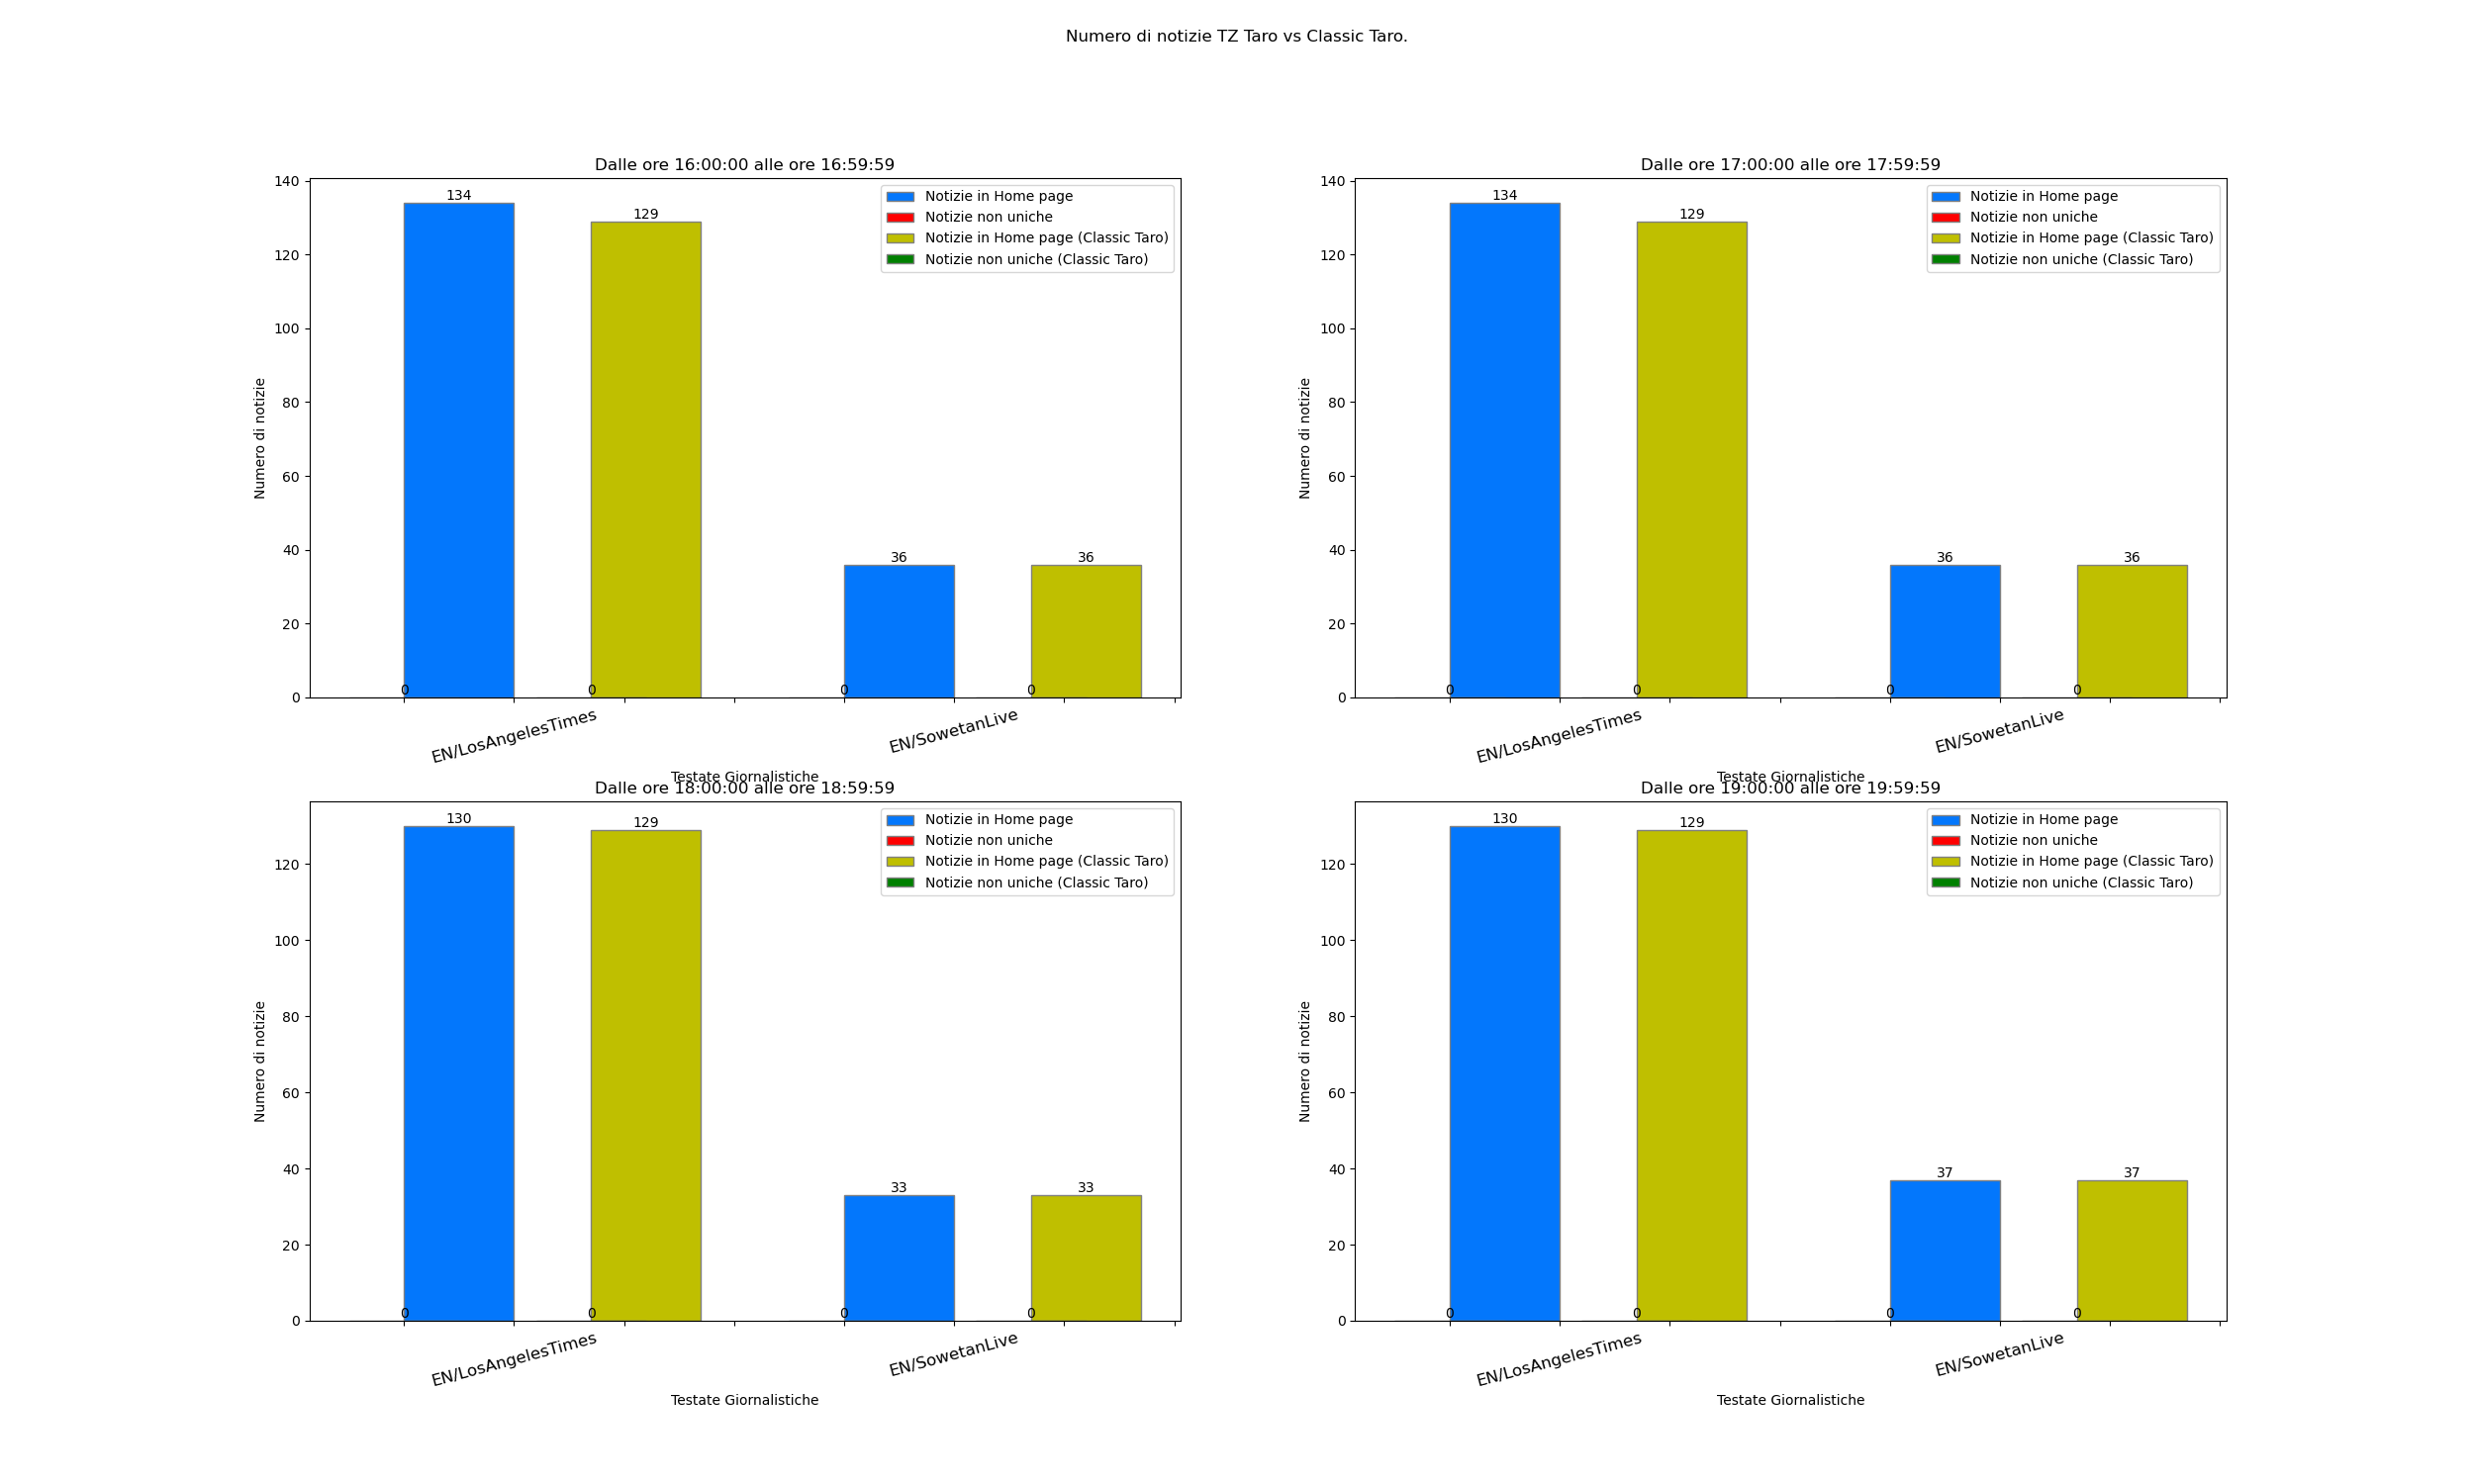 Numero di notizie TZ Taro vs Classic Taro.
Dalle ore 16:00:00 alle ore 16:59:59
Numero di notizie
140
120
100
80
60
40
20
0
134
129
36
36
0
0
0
0
Notizie in Home page
Notizie non uniche
Notizie in Home page (Classic Taro)
Notizie non uniche (Classic Taro)
EN/LosAngelesTimes
EN/SowetanLive
Testate Giornalistiche
Dalle ore 17:00:00 alle ore 17:59:59
Numero di notizie
140
120
100
80
60
40
20
0
134
129
36
36
0
0
0
0
Notizie in Home page
Notizie non uniche
Notizie in Home page (Classic Taro)
Notizie non uniche (Classic Taro)
EN/LosAngelesTimes
EN/SowetanLive
Testate Giornalistiche
Dalle ore 18:00:00 alle ore 18:59:59
Numero di notizie
120
100
80
60
40
20
0
130
129
33
33
0
0
0
0
Notizie in Home page
Notizie non uniche
Notizie in Home page (Classic Taro)
Notizie non uniche (Classic Taro)
EN/LosAngelesTimes
EN/SowetanLive
Testate Giornalistiche
Dalle ore 19:00:00 alle ore 19:59:59
Numero di notizie
120
100
80
60
40
20
0
130
129
37
37
0
0
0
0
Notizie in Home page
Notizie non uniche
Notizie in Home page (Classic Taro)
Notizie non uniche (Classic Taro)
EN/LosAngelesTimes
EN/SowetanLive
Testate Giornalistiche